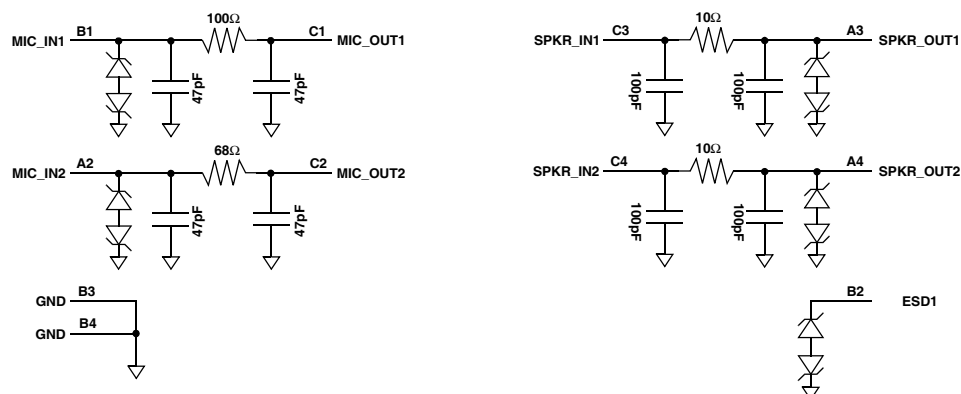 100Ω
MIC_IN1 B1 C1 MIC_OUT1
47pF 47pF
68Ω
MIC_IN2 A2 C2 MIC_OUT2
47pF 47pF
GND B3
GND B4
10Ω
SPKR_IN1 C3 A3 SPKR_OUT1
100pF 100pF
10Ω
SPKR_IN2 C4 A4 SPKR_OUT2
100pF 100pF
B2 ESD1